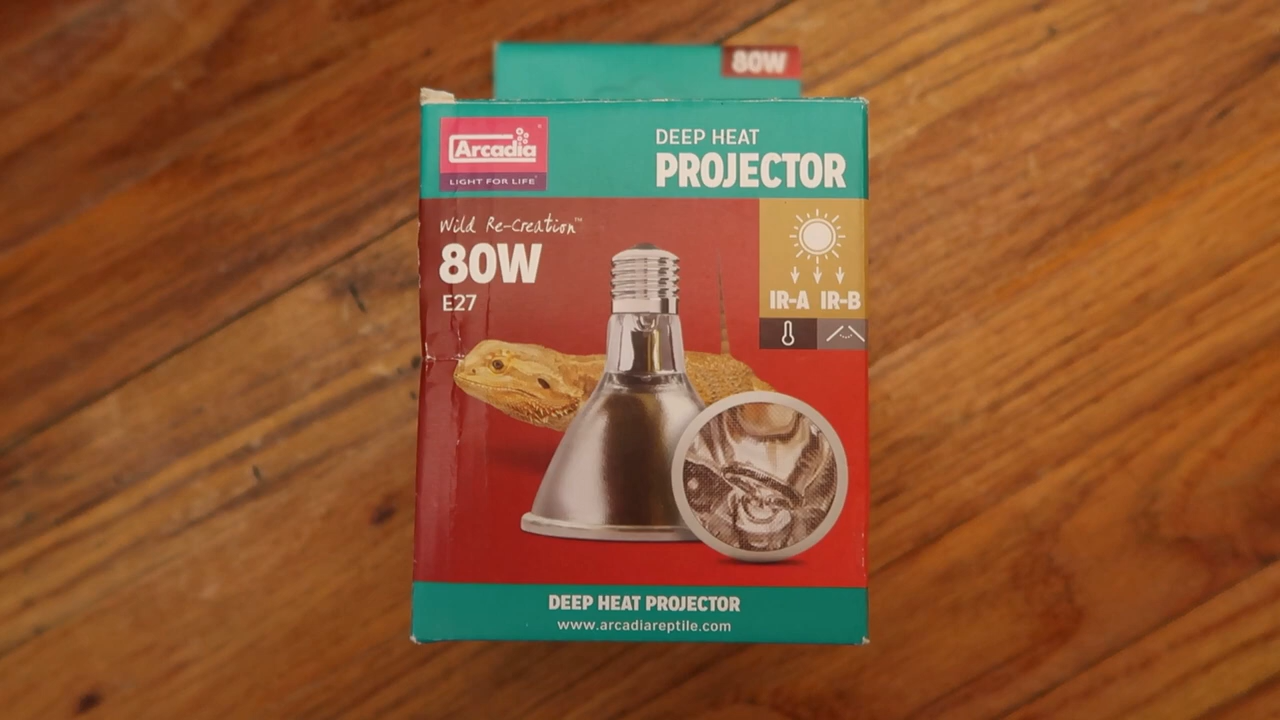 80W
Arcadia
LIGHT FOR LIFE
DEEP HEAT
PROJECTOR
Wild Re-Creation™
80W
E27
IR-A IR-B
DEEP HEAT PROJECTOR
www.arcadiareptile.com